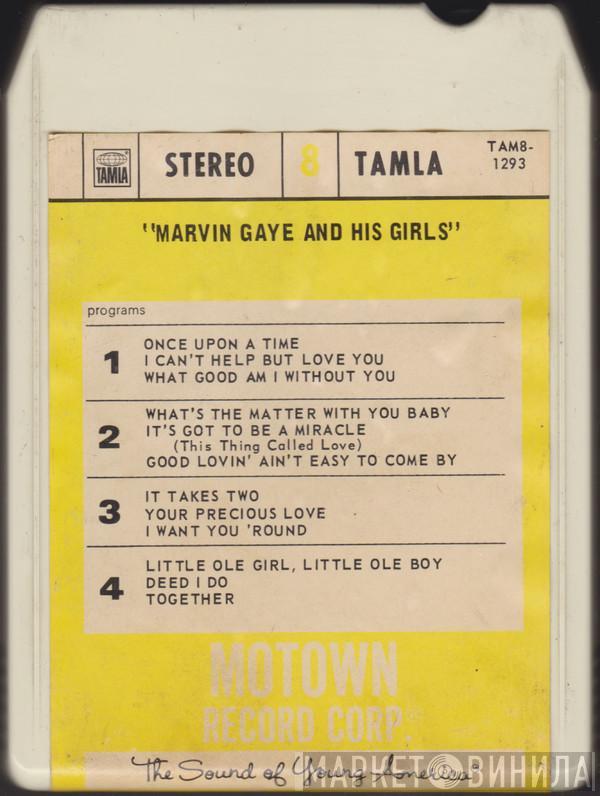 TAMLA
STEREO
8
TAMLA
TAM8-
1293
"MARVIN GAYE AND HIS GIRLS"
programs
1
ONCE UPON A TIME
I CAN'T HELP BUT LOVE YOU
WHAT GOOD AM I WITHOUT YOU
2
WHAT'S THE MATTER WITH YOU BABY
IT'S GOT TO BE A MIRACLE
(This Thing Called Love)
GOOD LOVIN' AIN'T EASY TO COME BY
3
IT TAKES TWO
YOUR PRECIOUS LOVE
I WANT YOU 'ROUND
4
LITTLE OLE GIRL, LITTLE OLE BOY
DEED I DO
TOGETHER
MOTOWN
RECORD CORP.
The Sound of Young America
МАРКЕТ ВИНИЛА